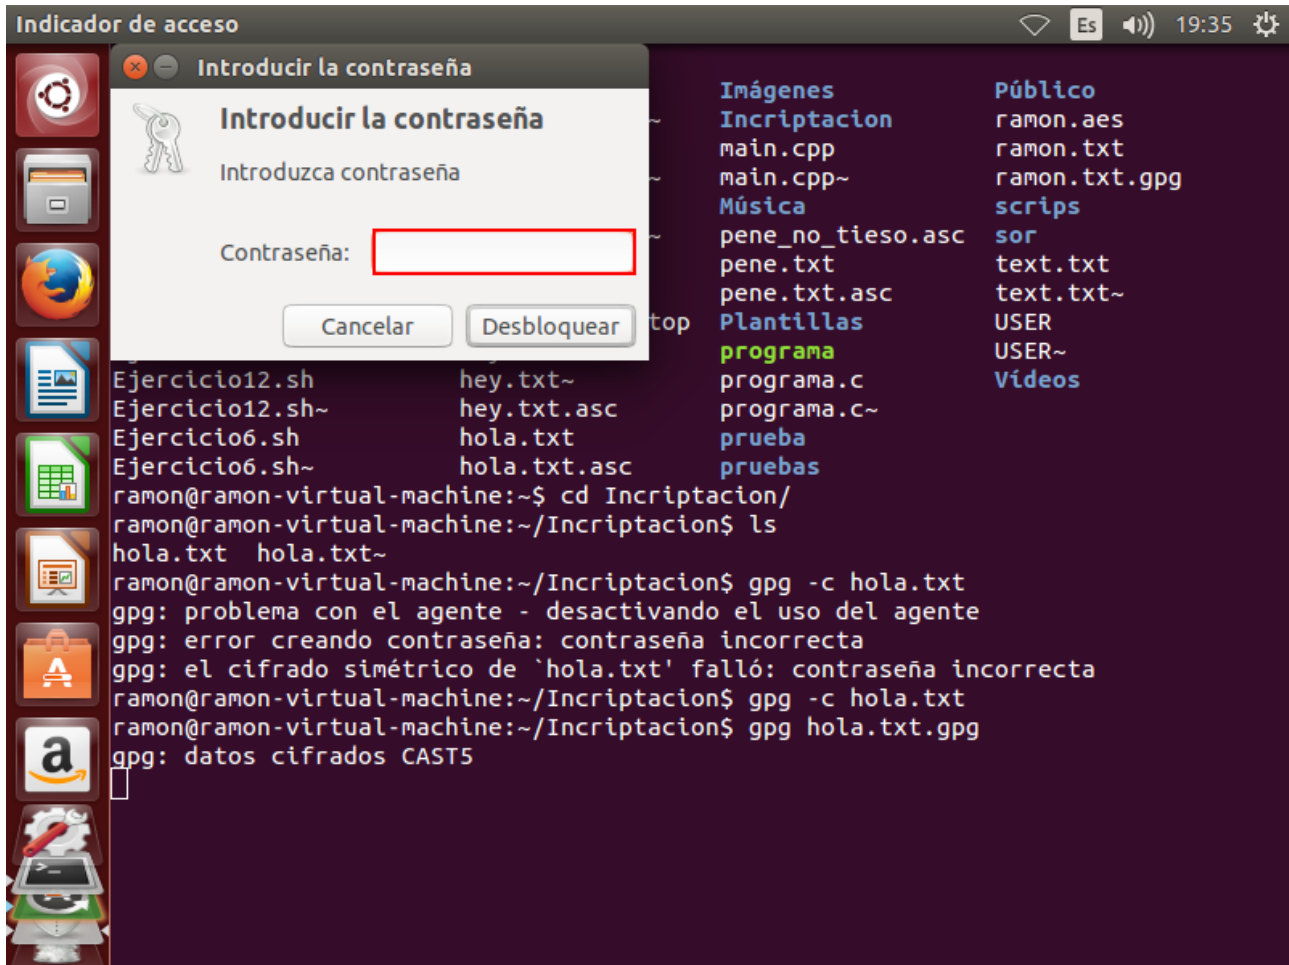 Indicador de acceso Es 19:35
Introducir la contraseña
Introducir la contraseña
Introduzca contraseña
Contraseña:
Cancelar Desbloquear
Imágenes Público
~ Incriptacion ramon.aes
main.cpp ramon.txt
~ main.cpp~ ramon.txt.gpg
Música scrips
~ pene_no_tieso.asc sor
pene.txt text.txt
pene.txt.asc text.txt~
top Plantillas USER
programa USER~
Ejercicio12.sh hey.txt~ programa.c Vídeos
Ejercicio12.sh~ hey.txt.asc programa.c~
Ejercicio6.sh hola.txt prueba
Ejercicio6.sh~ hola.txt.asc pruebas
ramon@ramon-virtual-machine:~$ cd Incriptacion/
ramon@ramon-virtual-machine:~/Incriptacion$ ls
hola.txt hola.txt~
ramon@ramon-virtual-machine:~/Incriptacion$ gpg -c hola.txt
gpg: problema con el agente - desactivando el uso del agente
gpg: error creando contraseña: contraseña incorrecta
gpg: el cifrado simétrico de `hola.txt' falló: contraseña incorrecta
ramon@ramon-virtual-machine:~/Incriptacion$ gpg -c hola.txt
ramon@ramon-virtual-machine:~/Incriptacion$ gpg hola.txt.gpg
gpg: datos cifrados CAST5